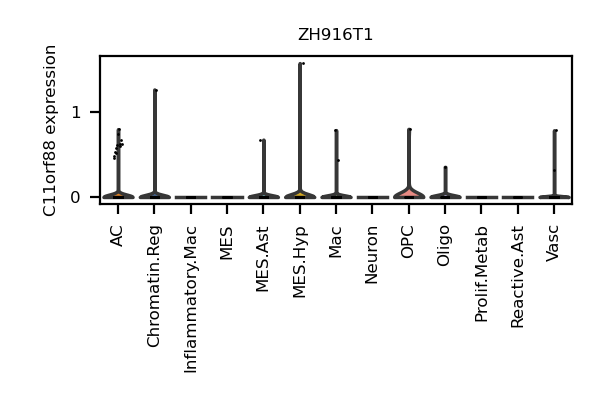 ZH916T1
C11orf88 expression
1
0
AC
Chromatin.Reg
Inflammatory.Mac
MES
MES.Ast
MES.Hyp
Mac
Neuron
OPC
Oligo
Prolif.Metab
Reactive.Ast
Vasc